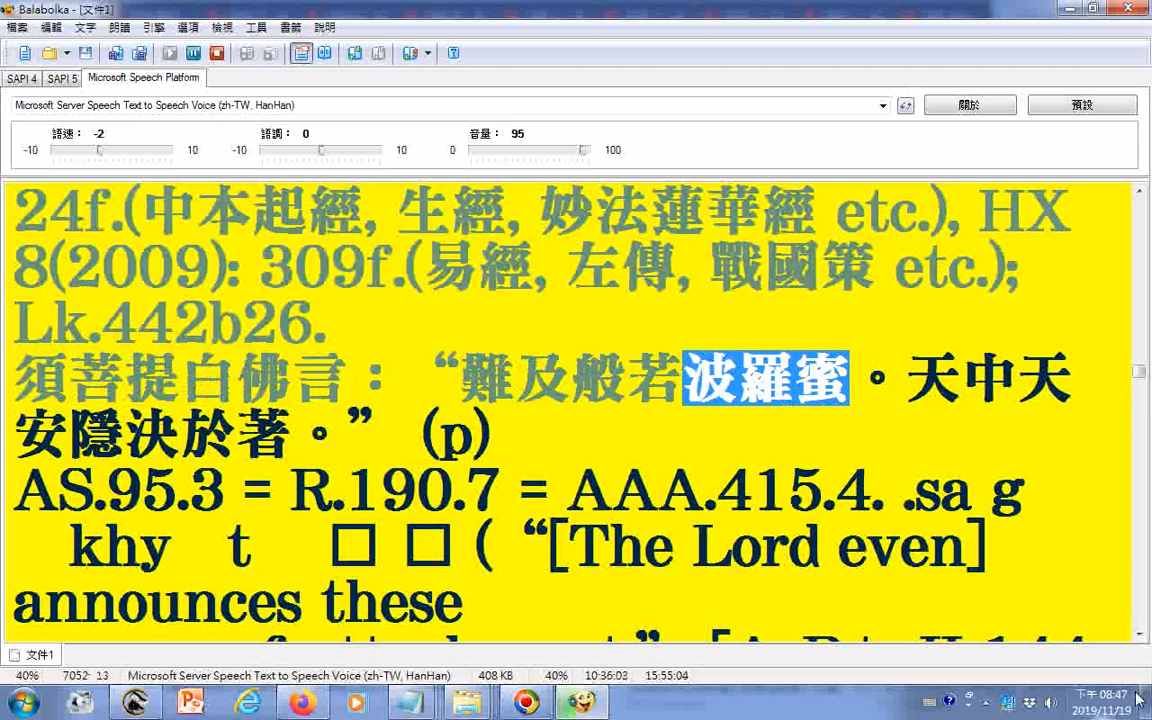 Balabolka - [文件1]
檔案 編輯 文字 朗讀 引擎 選項 檢視 工具 書籤 說明
SAPI 4 SAPI 5 Microsoft Speech Platform
Microsoft Server Speech Text to Speech Voice (zh-TW, HanHan) 關於 預設
語速： -2 語調： 0 音量： 95
-10 10 -10 10 0 100
24f.(中本起經, 生經, 妙法蓮華經 etc.), HX
8(2009): 309f.(易經, 左傳, 戰國策 etc.);
Lk.442b26.
須菩提白佛言：“難及般若波羅蜜。天中天
安隱決於著。” (p)
AS.95.3 = R.190.7 = AAA.415.4. .sa g
khy t □ □ ( “[The Lord even]
announces these
文件1
40% 7052: 13 Microsoft Server Speech Text to Speech Voice (zh-TW, HanHan) 408 KB 40% 10:36:03 15:55:04
下午 08:47
2019/11/19